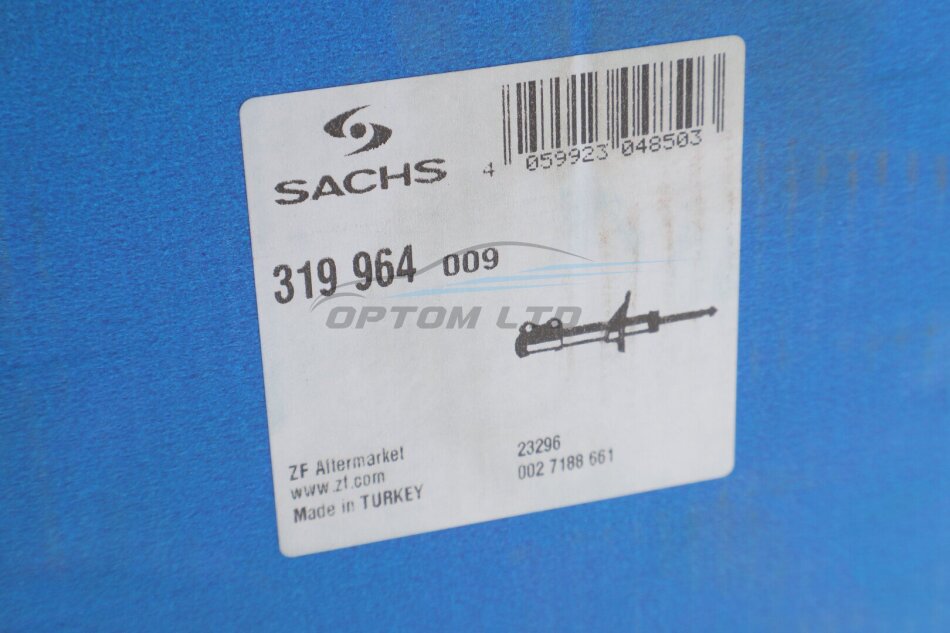 SACHS
4 059923 048503
319 964 009
OPTOM LTD
ZF Aftermarket
www.zf.com
Made in TURKEY
23296
002 7188 661